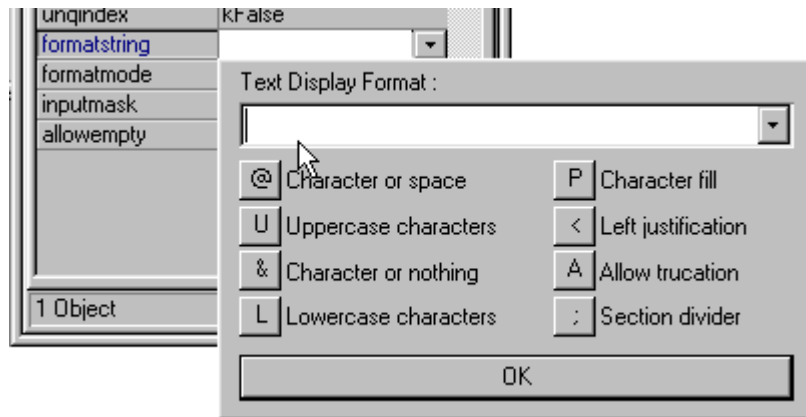 unqindex kFalse
formatstring
formatmode
inputmask
allowempty
1 Object
Text Display Format :
@ Character or space P Character fill
U Uppercase characters < Left justification
& Character or nothing A Allow trucation
L Lowercase characters ; Section divider
OK